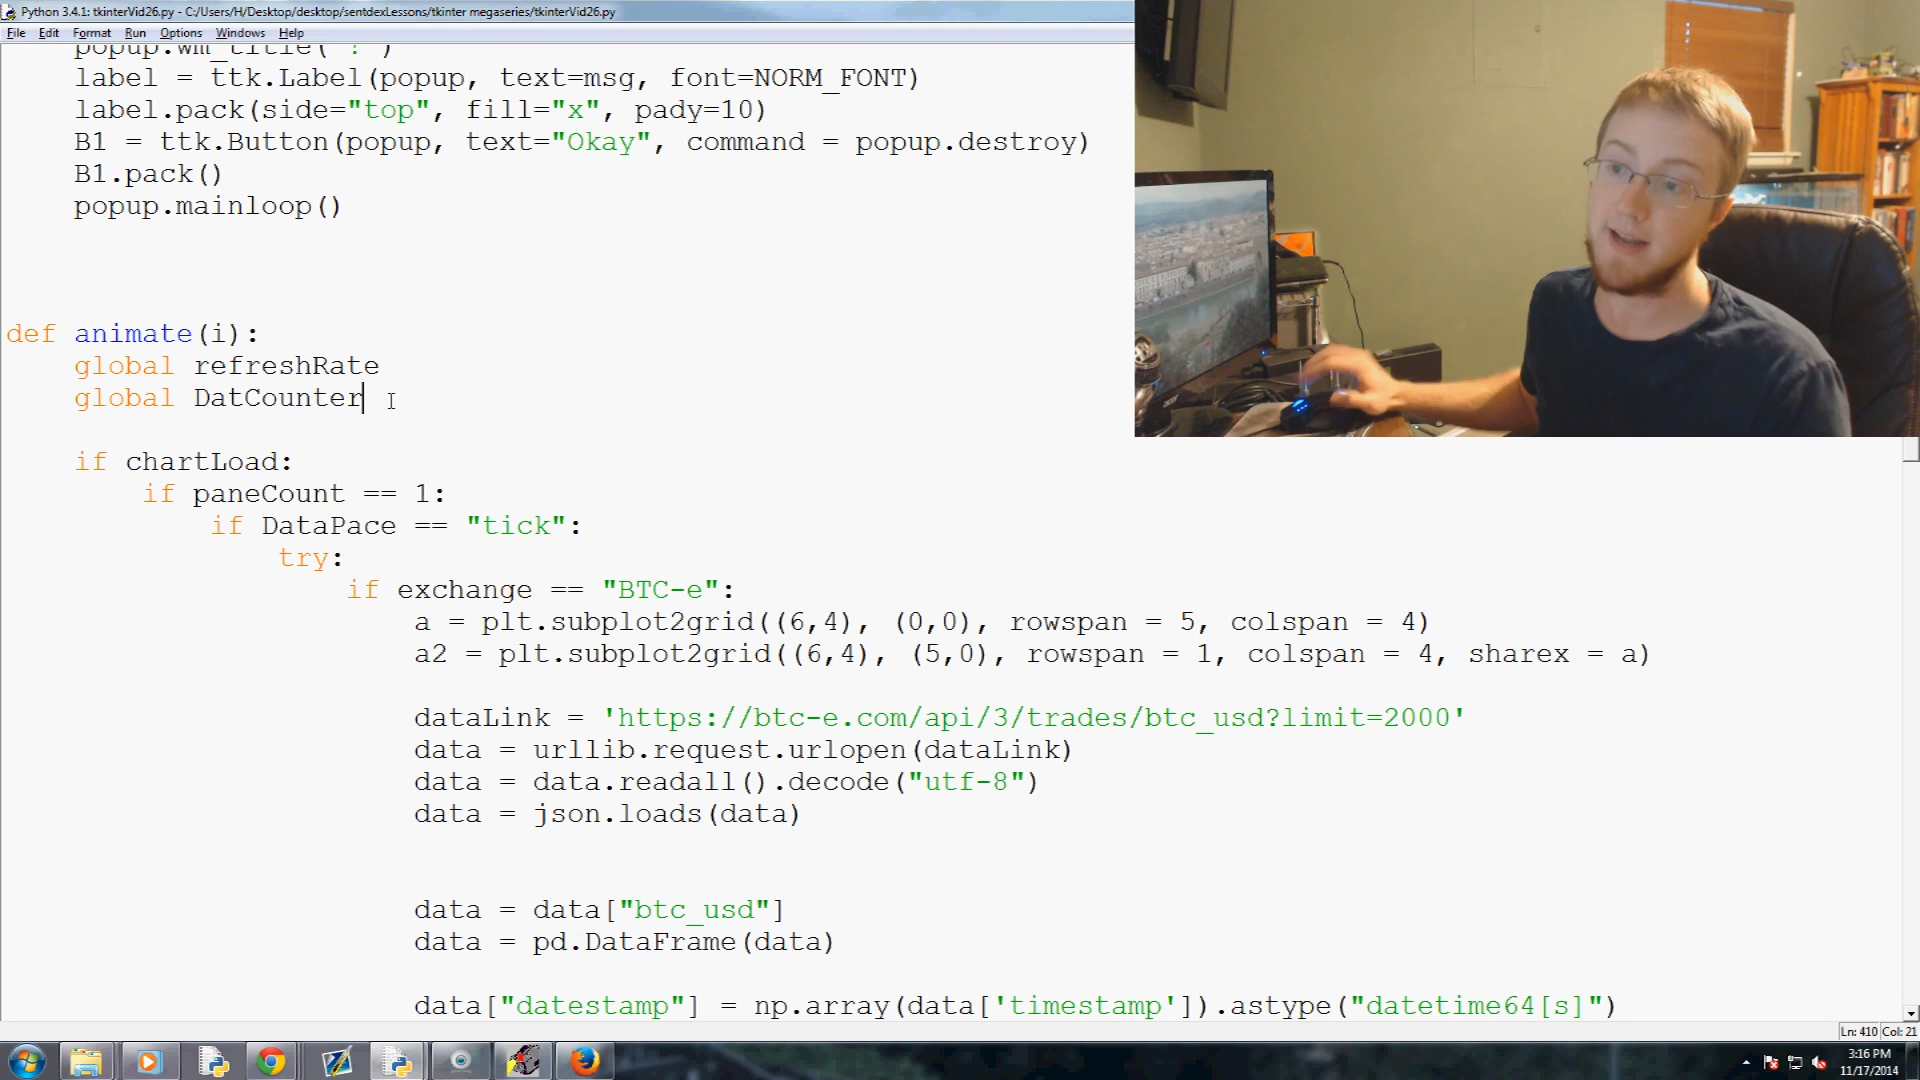 Python 3.4.1: tkinterVid26.py - C:/Users/H/Desktop/desktop/sentdexLessons/tkinter megaseries/tkinterVid26.py
File Edit Format Run Options Windows Help
popup.wm_title("!")
label = ttk.Label(popup, text=msg, font=NORM_FONT)
label.pack(side="top", fill="x", pady=10)
B1 = ttk.Button(popup, text="Okay", command = popup.destroy)
B1.pack()
popup.mainloop()
def animate(i):
global refreshRate
global DatCounter
if chartLoad:
if paneCount == 1:
if DataPace == "tick":
try:
if exchange == "BTC-e":
a = plt.subplot2grid((6,4), (0,0), rowspan = 5, colspan = 4)
a2 = plt.subplot2grid((6,4), (5,0), rowspan = 1, colspan = 4, sharex = a)
dataLink = 'https://btc-e.com/api/3/trades/btc_usd?limit=2000'
data = urllib.request.urlopen(dataLink)
data = data.readall().decode("utf-8")
data = json.loads(data)
data = data["btc_usd"]
data = pd.DataFrame(data)
data["datestamp"] = np.array(data['timestamp']).astype("datetime64[s]")
Ln: 410 Col: 21
3:16 PM
11/17/2014